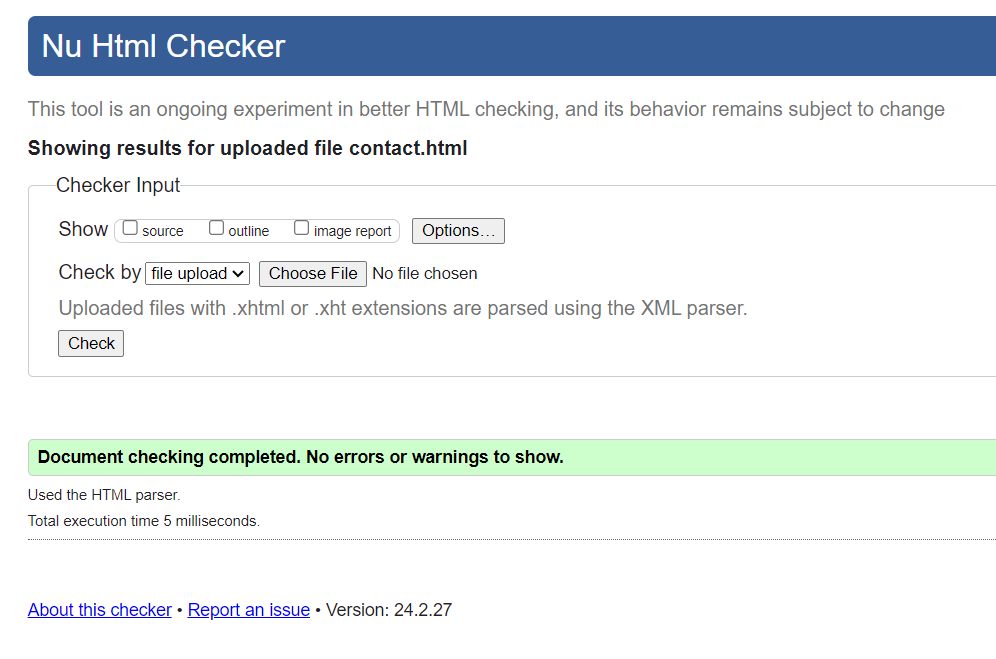 Nu Html Checker
This tool is an ongoing experiment in better HTML checking, and its behavior remains subject to change
Showing results for uploaded file contact.html
Checker Input
Show source outline image report Options...
Check by file upload Choose File No file chosen
Uploaded files with .xhtml or .xht extensions are parsed using the XML parser.
Check
Document checking completed. No errors or warnings to show.
Used the HTML parser.
Total execution time 5 milliseconds.
About this checker • Report an issue • Version: 24.2.27